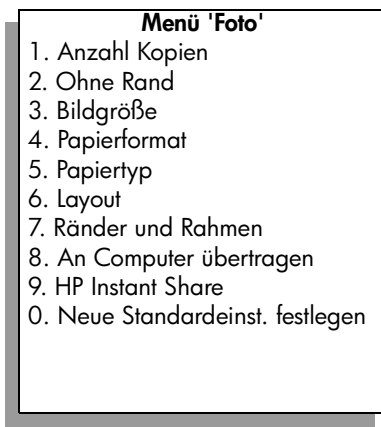 Menü 'Foto'
1. Anzahl Kopien
2. Ohne Rand
3. Bildgröße
4. Papierformat
5. Papiertyp
6. Layout
7. Ränder und Rahmen
8. An Computer übertragen
9. HP Instant Share
0. Neue Standardeinst. festlegen